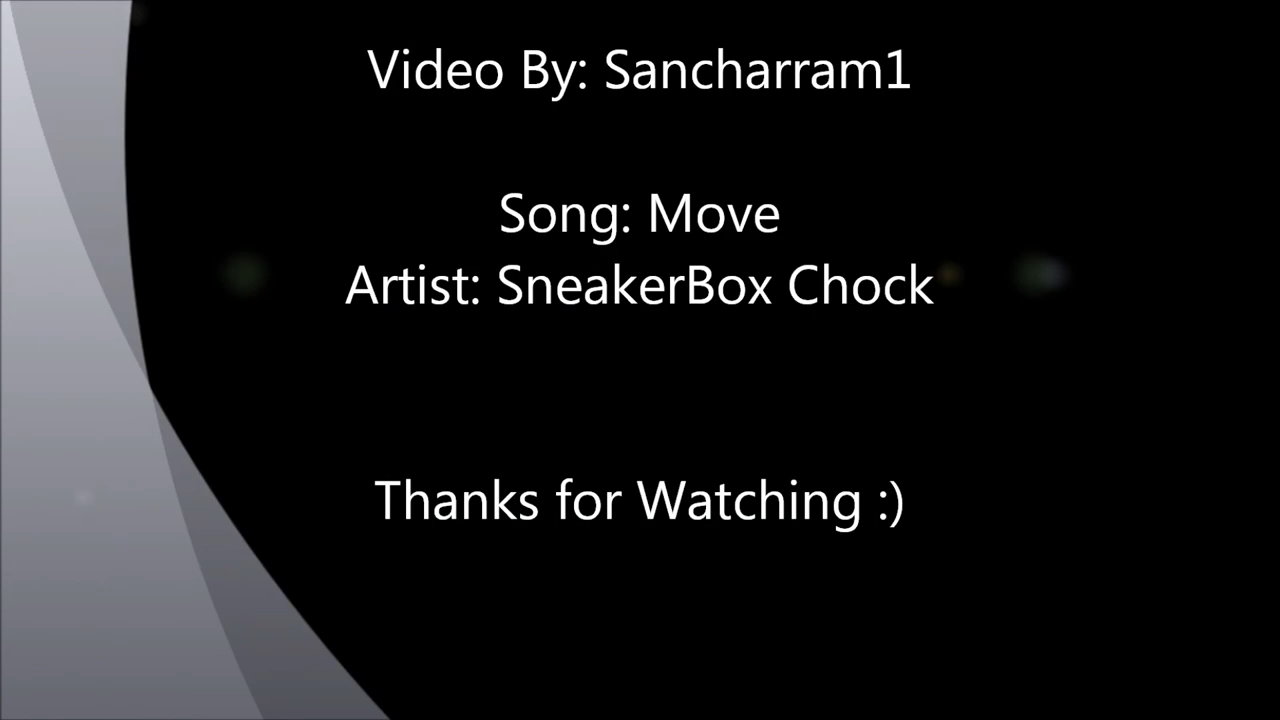 Video By: Sancharram1
Song: Move
Artist: SneakerBox Chock
Thanks for Watching :)